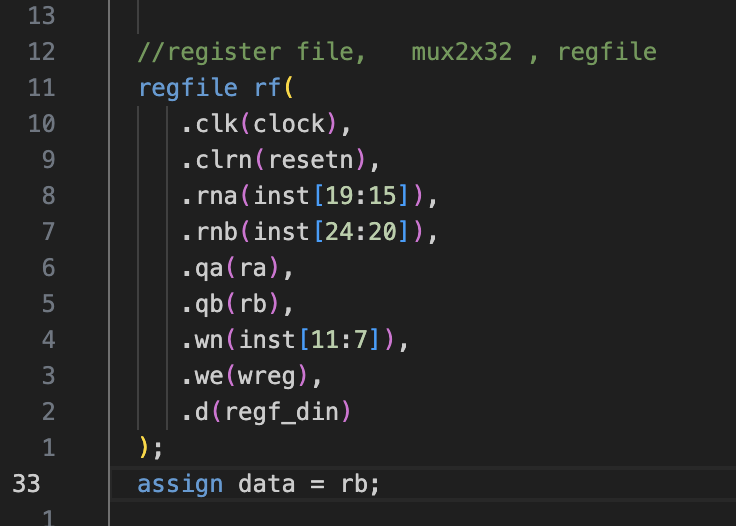 13
12 //register file,   mux2x32 , regfile
11 regfile rf(
10 .clk(clock),
9 .clrn(resetn),
8 .rna(inst[19:15]),
7 .rnb(inst[24:20]),
6 .qa(ra),
5 .qb(rb),
4 .wn(inst[11:7]),
3 .we(wreg),
2 .d(regf_din)
1 );
33 assign data = rb;
1